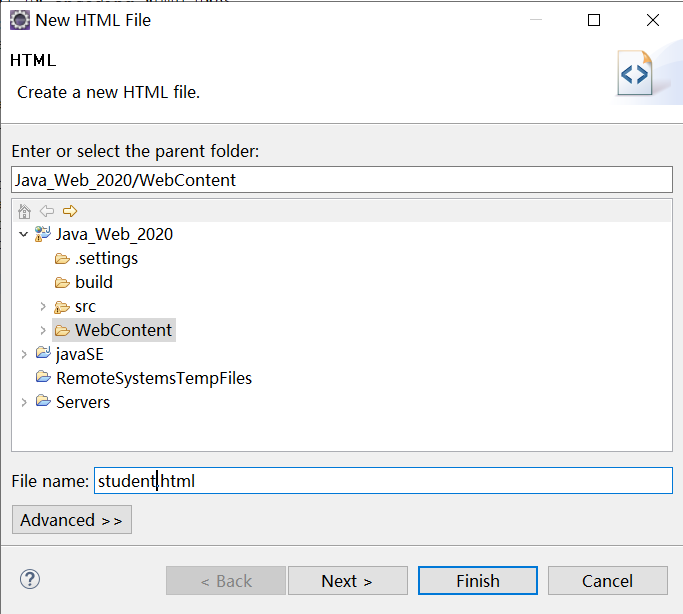 New HTML File
HTML
Create a new HTML file.
Enter or select the parent folder:
Java_Web_2020/WebContent
Java_Web_2020
.settings
build
src
WebContent
javaSE
RemoteSystemsTempFiles
Servers
File name: student.html
Advanced >>
? < Back Next > Finish Cancel